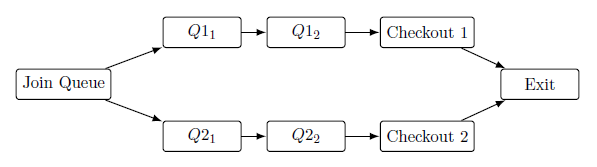 Q1₁
Q1₂
Checkout 1
Join Queue
Exit
Q2₁
Q2₂
Checkout 2